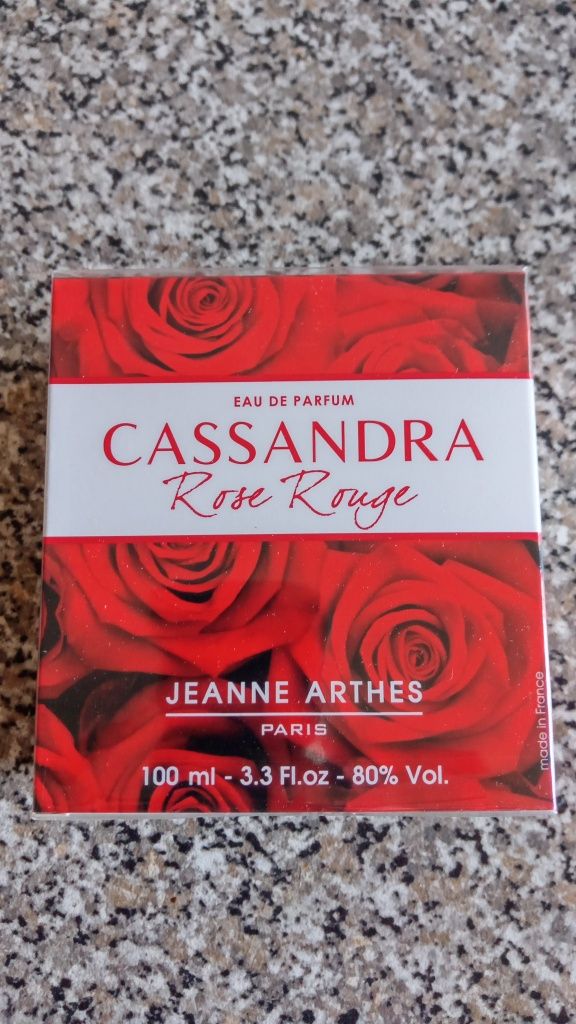 EAU DE PARFUM
CASSANDRA
Rose Rouge
JEANNE ARTHES
PARIS
100 ml - 3.3 Fl.oz - 80% Vol.
made in France